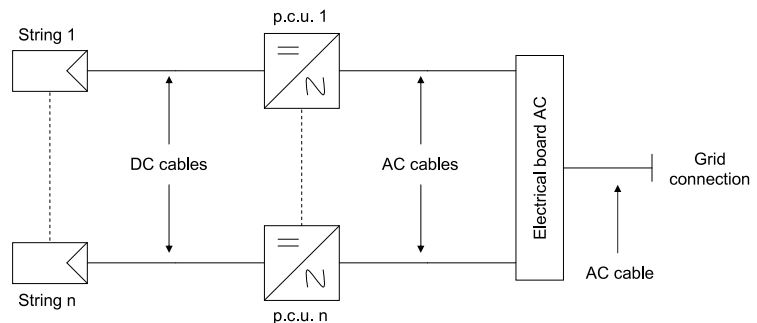 p.c.u. 1
String 1
DC cables
AC cables
Electrical board AC
Grid
connection
AC cable
String n
p.c.u. n